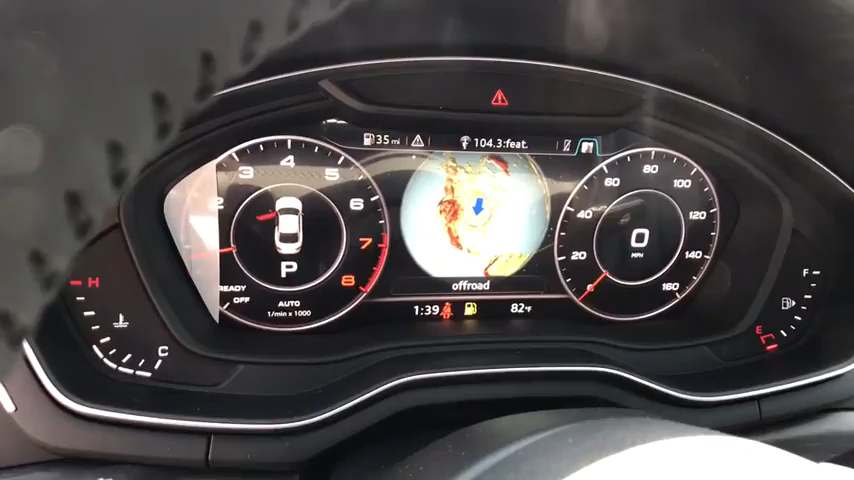 35 mi
104.3:feat.
2 3 4 5 6 7 8
P
READY
OFF
AUTO
1/min x 1000
offroad
1:39
82°F
0 20 40 60 80 100 120 140 160
0
MPH
H
C
F
E